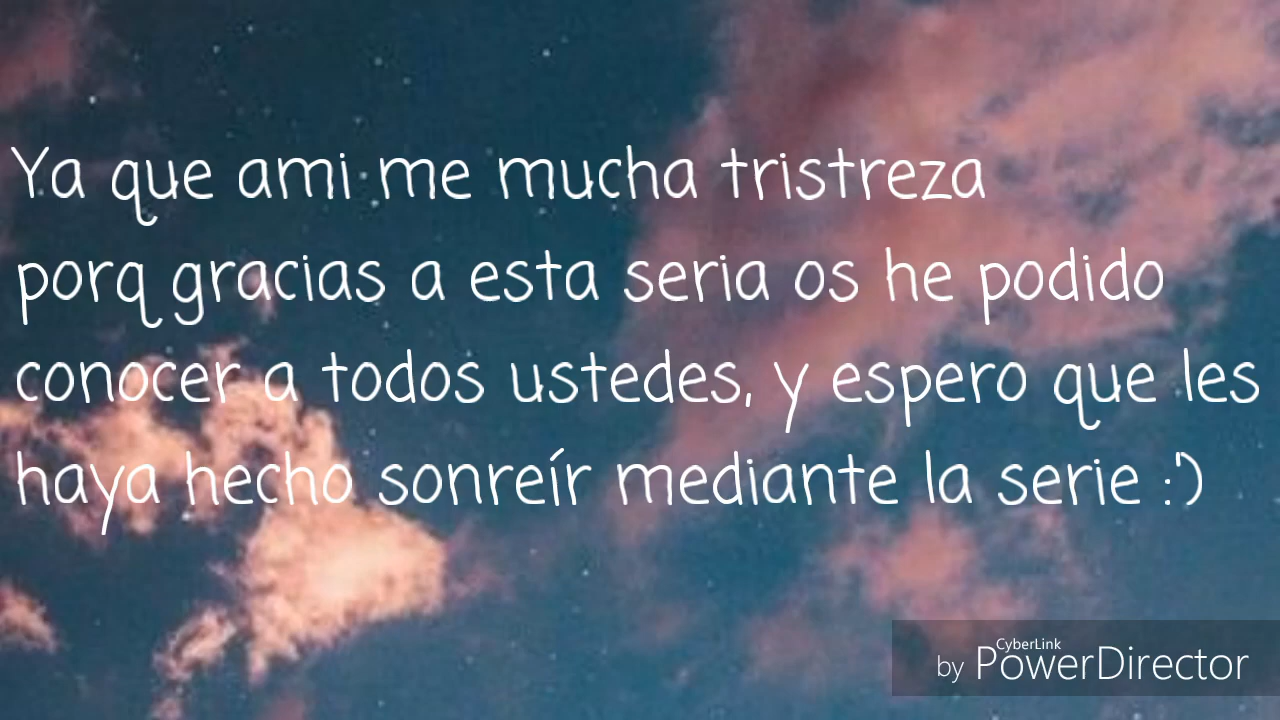 Ya que ami me mucha tristreza
porq gracias a esta seria os he podido
conocer a todos ustedes, y espero que les
haya hecho sonreír mediante la serie :')
CyberLink
by PowerDirector